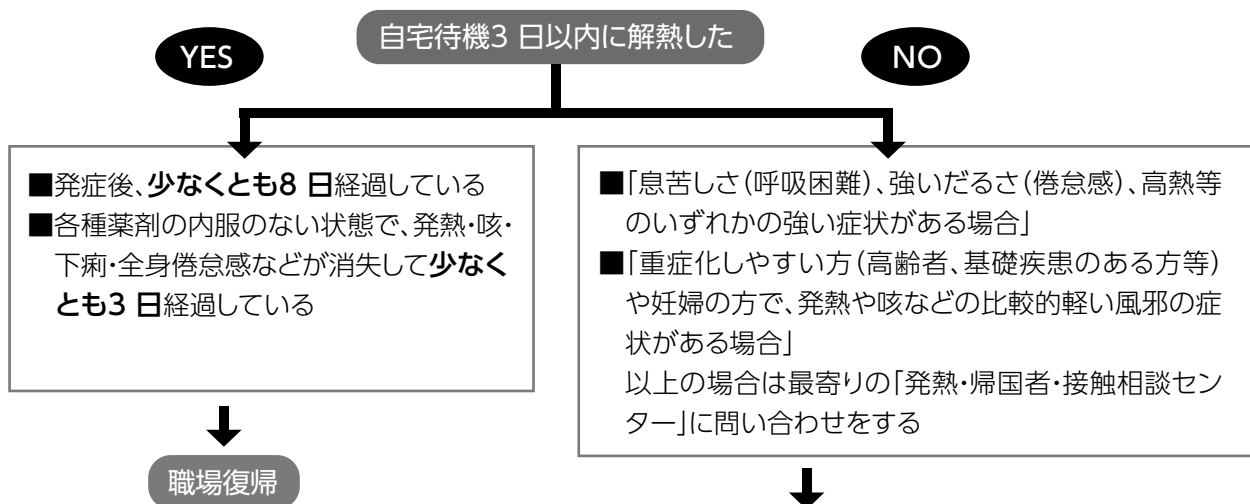 自宅待機3 日以内に解熱した
YES
NO
■発症後、少なくとも8 日経過している
■各種薬剤の内服のない状態で、発熱・咳・
下痢・全身倦怠感などが消失して少なく
とも3 日経過している
■「息苦しさ(呼吸困難)、強いだるさ(倦怠感)、高熱等
のいずれかの強い症状がある場合」
■「重症化しやすい方(高齢者、基礎疾患のある方等)
や妊婦の方で、発熱や咳などの比較的軽い風邪の症
状がある場合」
以上の場合は最寄りの「発熱・帰国者・接触相談セン
ター」に問い合わせをする
職場復帰